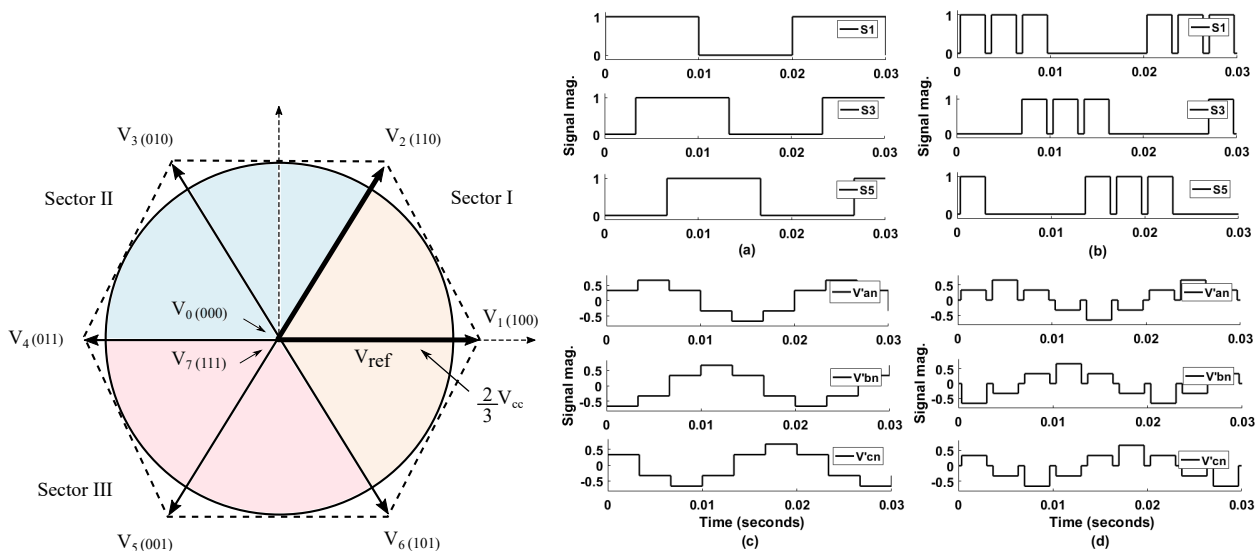 V3 (010)
V2 (110)
Sector II
Sector I
V0 (000)
V1 (100)
V4 (011)
V7 (111)
Vref
2/3 Vcc
Sector III
V5 (001)
V6 (101)
Signal mag.
1
0
S1
0 0.01 0.02 0.03
1
0
S3
0 0.01 0.02 0.03
1
0
S5
0 0.01 0.02 0.03
(a)
Signal mag.
1
0
S1
0 0.01 0.02 0.03
1
0
S3
0 0.01 0.02 0.03
1
0
S5
0 0.01 0.02 0.03
(b)
Signal mag.
0.5
0
-0.5
V'an
0 0.01 0.02 0.03
0.5
0
-0.5
V'bn
0 0.01 0.02 0.03
0.5
0
-0.5
V'cn
0 0.01 0.02 0.03
Time (seconds)
(c)
Signal mag.
0.5
0
-0.5
V'an
0 0.01 0.02 0.03
0.5
0
-0.5
V'bn
0 0.01 0.02 0.03
0.5
0
-0.5
V'cn
0 0.01 0.02 0.03
Time (seconds)
(d)